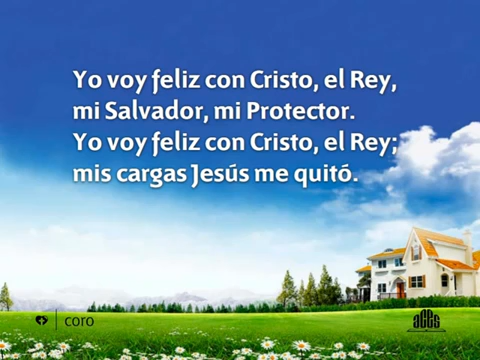 Yo voy feliz con Cristo, el Rey,
mi Salvador, mi Protector.
Yo voy feliz con Cristo, el Rey;
mis cargas Jesús me quitó.
coro
aces